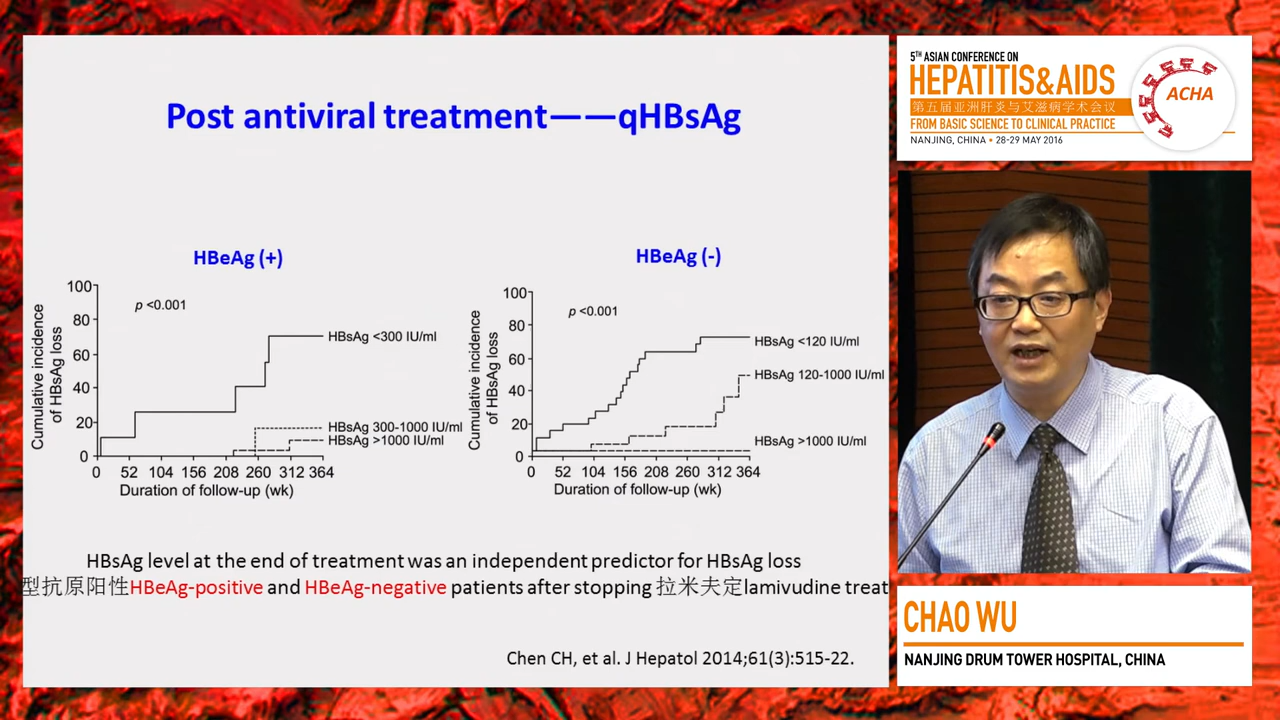 Post antiviral treatment——qHBsAg
HBeAg (+)
Cumulative incidence
of HBsAg loss
100
80
60
40
20
0
p <0.001
HBsAg <300 IU/ml
HBsAg 300-1000 IU/ml
HBsAg >1000 IU/ml
0 52 104 156 208 260 312 364
Duration of follow-up (wk)
HBeAg (-)
Cumulative incidence
of HBsAg loss
100
80
60
40
20
0
p <0.001
HBsAg <120 IU/ml
HBsAg 120-1000 IU/ml
HBsAg >1000 IU/ml
0 52 104 156 208 260 312 364
Duration of follow-up (wk)
HBsAg level at the end of treatment was an independent predictor for HBsAg loss
型抗原阳性HBeAg-positive and HBeAg-negative patients after stopping 拉米夫定lamivudine treat
Chen CH, et al. J Hepatol 2014;61(3):515-22.
5TH ASIAN CONFERENCE ON
HEPATITIS&AIDS
第五届亚洲肝炎与艾滋病学术会议
FROM BASIC SCIENCE TO CLINICAL PRACTICE
NANJING, CHINA • 28-29 MAY 2016
ACHA
CHAO WU
NANJING DRUM TOWER HOSPITAL, CHINA